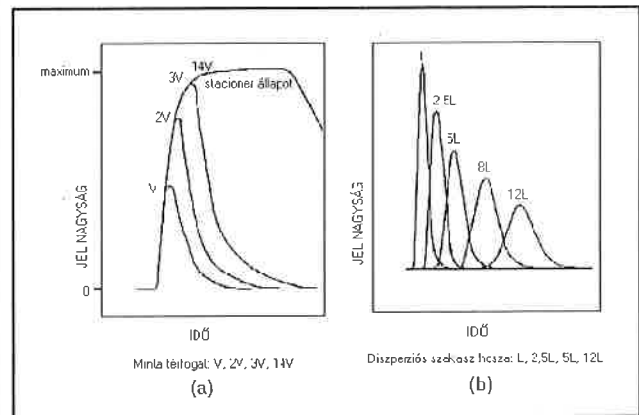 maximum
0
JEL NAGYSÁG
V
2V
3V
14V
stacioner állapot
IDŐ
Minta térfogat: V, 2V, 3V, 14V
(a)
JEL NAGYSÁG
2,5L
5L
8L
12L
IDŐ
Diszperziós szakasz hossza: L, 2,5L, 5L, 12L
(b)